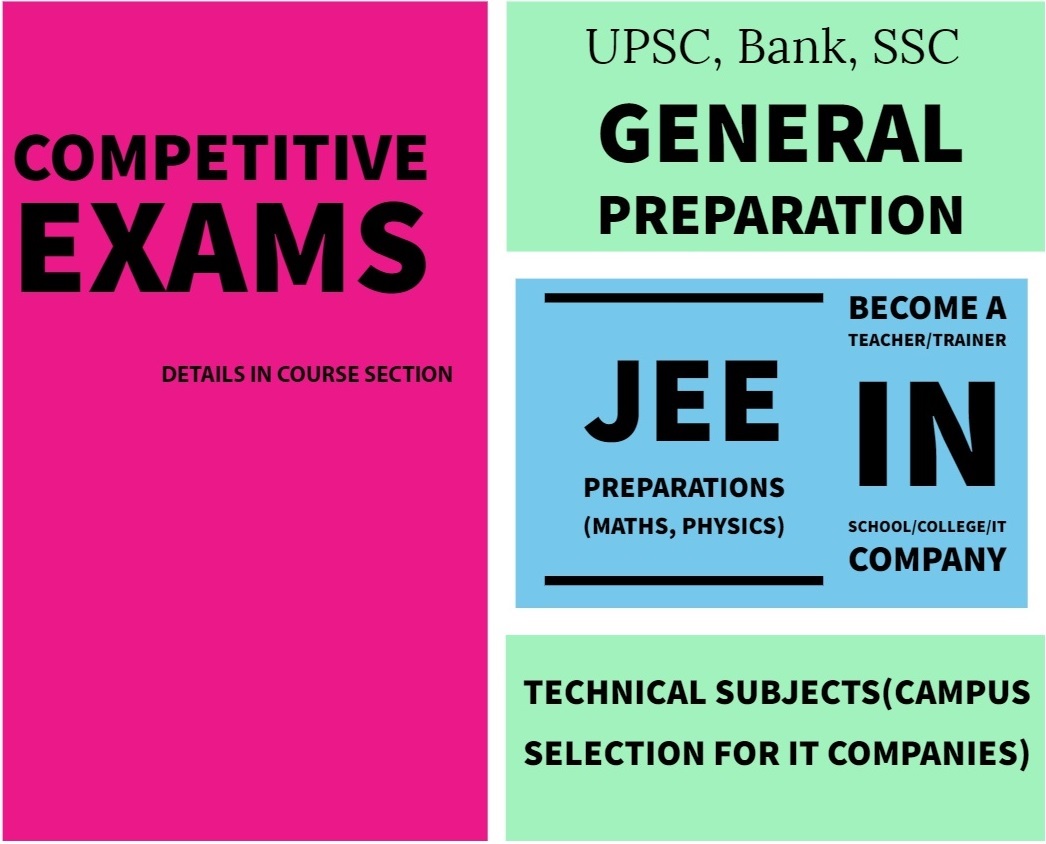 COMPETITIVE
EXAMS
DETAILS IN COURSE SECTION
UPSC, Bank, SSC
GENERAL
PREPARATION
JEE
PREPARATIONS
(MATHS, PHYSICS)
BECOME A
TEACHER/TRAINER
IN
SCHOOL/COLLEGE/IT
COMPANY
TECHNICAL SUBJECTS(CAMPUS
SELECTION FOR IT COMPANIES)